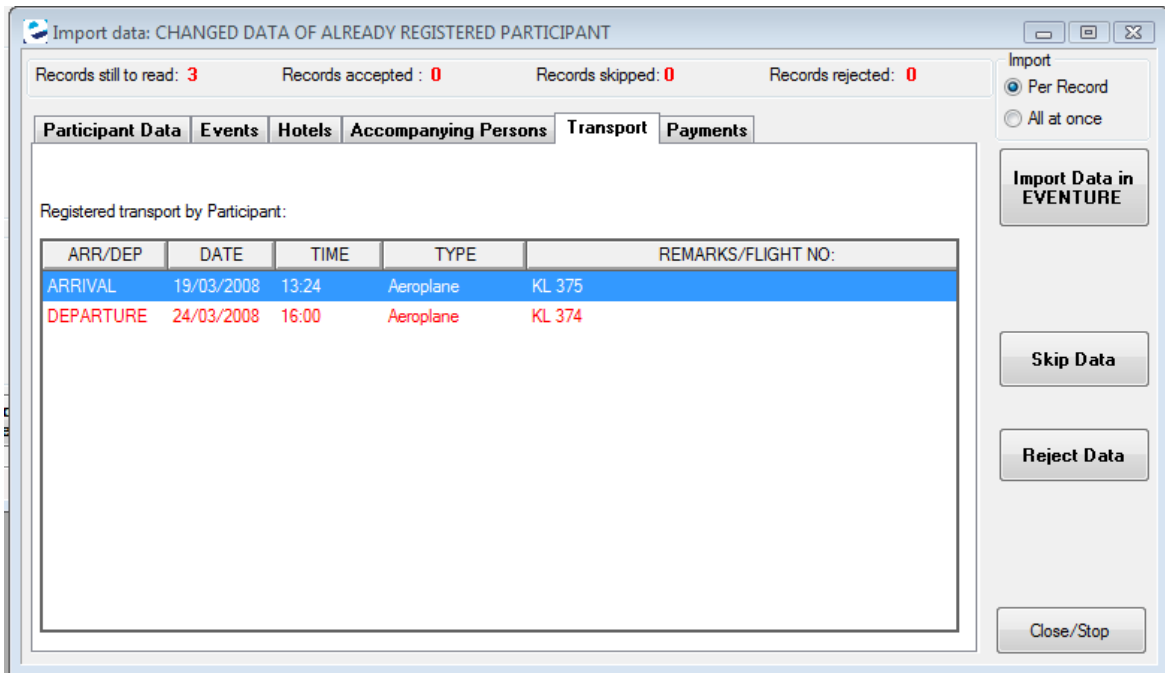 Import data: CHANGED DATA OF ALREADY REGISTERED PARTICIPANT
Records still to read: 3 Records accepted : 0 Records skipped: 0 Records rejected: 0
Import
Per Record
All at once
Participant Data Events Hotels Accompanying Persons Transport Payments
Import Data in
EVENTURE
Registered transport by Participant:
ARR/DEP DATE TIME TYPE REMARKS/FLIGHT NO:
ARRIVAL 19/03/2008 13:24 Aeroplane KL 375
DEPARTURE 24/03/2008 16:00 Aeroplane KL 374
Skip Data
Reject Data
Close/Stop